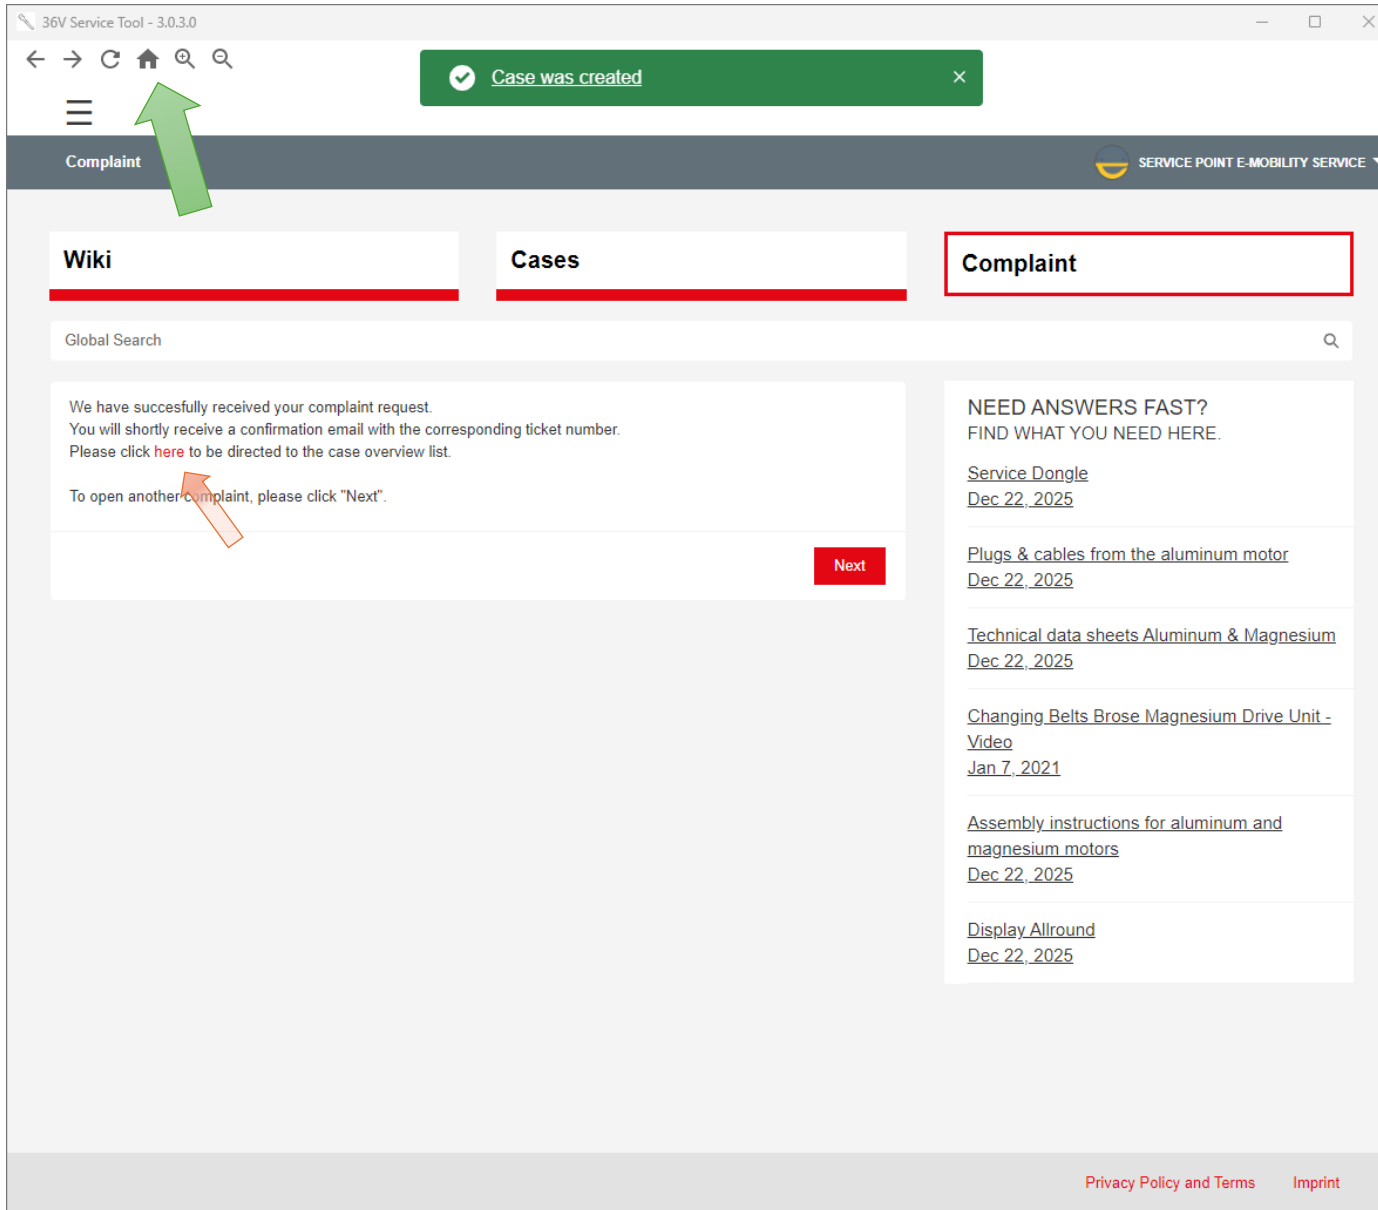 36V Service Tool - 3.0.3.0
Case was created
Complaint
SERVICE POINT E-MOBILITY SERVICE
Wiki
Cases
Complaint
Global Search
We have succesfully received your complaint request.
You will shortly receive a confirmation email with the corresponding ticket number.
Please click here to be directed to the case overview list.
To open another complaint, please click "Next".
Next
NEED ANSWERS FAST?
FIND WHAT YOU NEED HERE.
Service Dongle
Dec 22, 2025
Plugs & cables from the aluminum motor
Dec 22, 2025
Technical data sheets Aluminum & Magnesium
Dec 22, 2025
Changing Belts Brose Magnesium Drive Unit -
Video
Jan 7, 2021
Assembly instructions for aluminum and
magnesium motors
Dec 22, 2025
Display Allround
Dec 22, 2025
Privacy Policy and Terms
Imprint